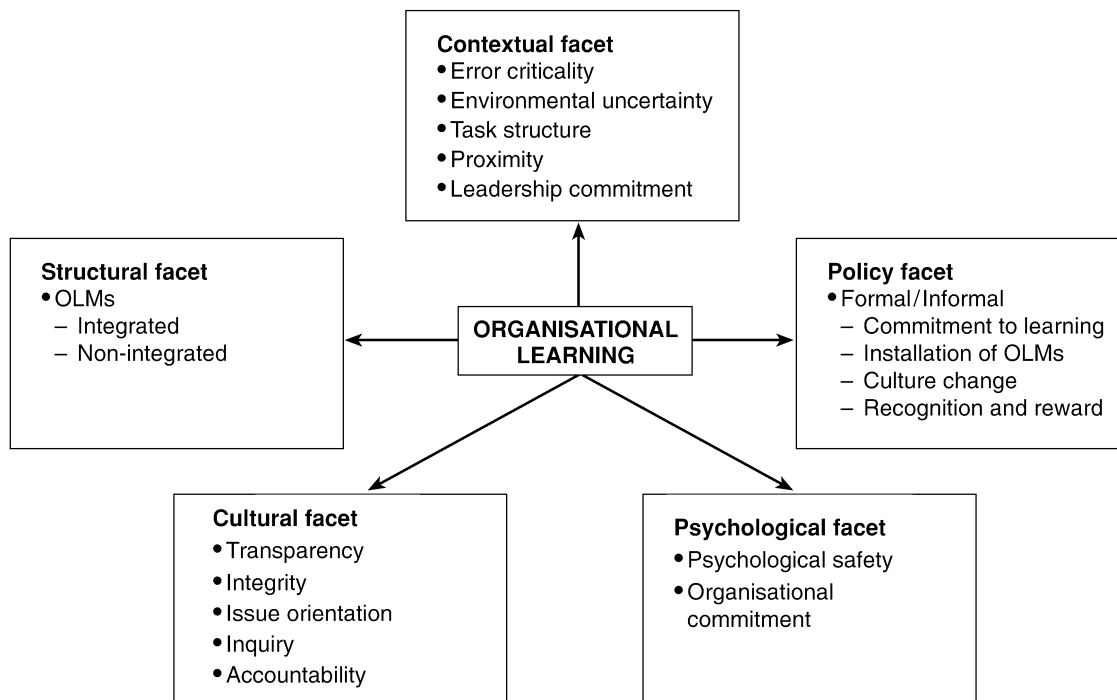 Contextual facet
• Error criticality
• Environmental uncertainty
• Task structure
• Proximity
• Leadership commitment
Structural facet
• OLMs
– Integrated
– Non-integrated
ORGANISATIONAL
LEARNING
Policy facet
• Formal/Informal
– Commitment to learning
– Installation of OLMs
– Culture change
– Recognition and reward
Cultural facet
• Transparency
• Integrity
• Issue orientation
• Inquiry
• Accountability
Psychological facet
• Psychological safety
• Organisational
commitment